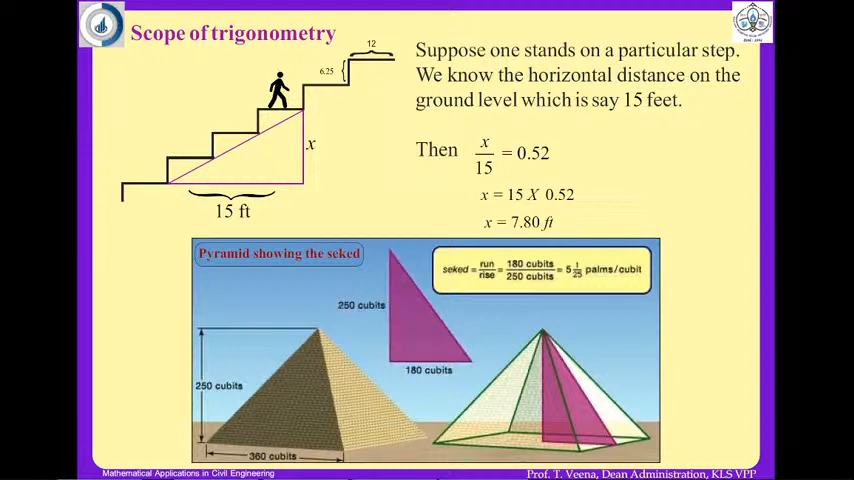 Scope of trigonometry
12
6.25
x
15 ft
Suppose one stands on a particular step.
We know the horizontal distance on the
ground level which is say 15 feet.
Then x/15 = 0.52
x = 15 X 0.52
x = 7.80 ft
Pyramid showing the seked
seked = run/rise = 180 cubits/250 cubits = 5 1/25 palms/cubit
250 cubits
180 cubits
250 cubits
360 cubits
Mathematical Applications in Civil Engineering
Prof. T. Veena, Dean Administration, KLS VPP